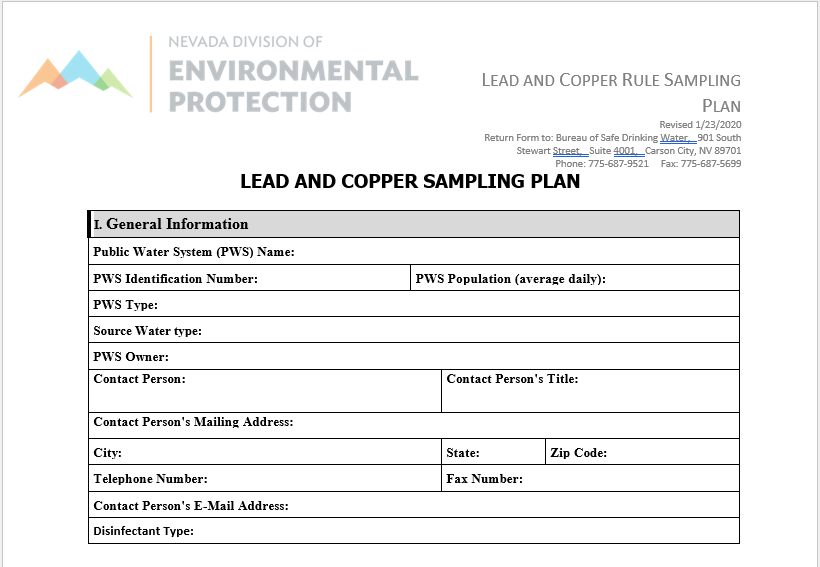 NEVADA DIVISION OF
ENVIRONMENTAL
PROTECTION
LEAD AND COPPER RULE SAMPLING
PLAN
Revised 1/23/2020
Return Form to: Bureau of Safe Drinking Water, 901 South
Stewart Street, Suite 4001, Carson City, NV 89701
Phone: 775-687-9521 Fax: 775-687-5699
LEAD AND COPPER SAMPLING PLAN
I. General Information
Public Water System (PWS) Name:
PWS Identification Number: PWS Population (average daily):
PWS Type:
Source Water type:
PWS Owner:
Contact Person: Contact Person's Title:
Contact Person's Mailing Address:
City: State: Zip Code:
Telephone Number: Fax Number:
Contact Person's E-Mail Address:
Disinfectant Type: